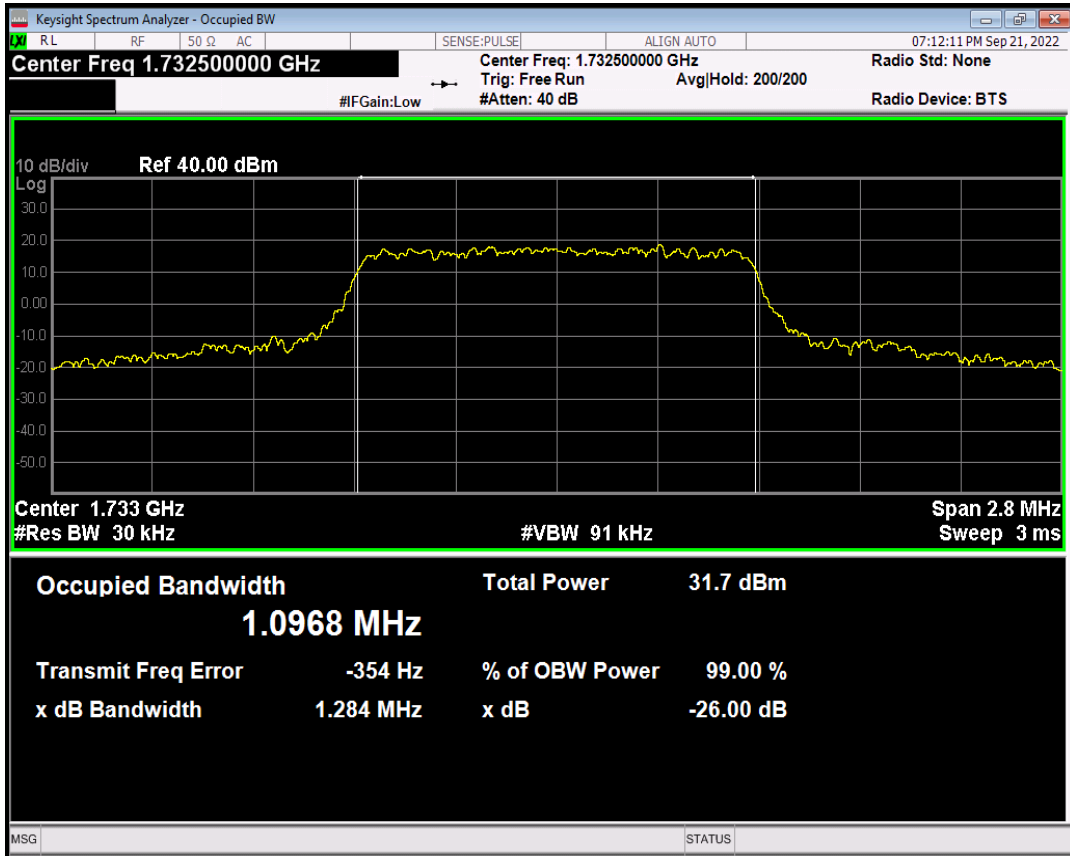 Keysight Spectrum Analyzer - Occupied BW
LXI RL RF 50 Ω AC SENSE:PULSE ALIGN AUTO 07:12:11 PM Sep 21, 2022
Center Freq 1.732500000 GHz Center Freq: 1.732500000 GHz Radio Std: None
Trig: Free Run Avg|Hold: 200/200
#IFGain:Low #Atten: 40 dB Radio Device: BTS
10 dB/div Ref 40.00 dBm
Log
30.0
20.0
10.0
0.00
-10.0
-20.0
-30.0
-40.0
-50.0
Center 1.733 GHz Span 2.8 MHz
#Res BW 30 kHz #VBW 91 kHz Sweep 3 ms
Occupied Bandwidth Total Power 31.7 dBm
1.0968 MHz
Transmit Freq Error -354 Hz % of OBW Power 99.00 %
x dB Bandwidth 1.284 MHz x dB -26.00 dB
MSG STATUS